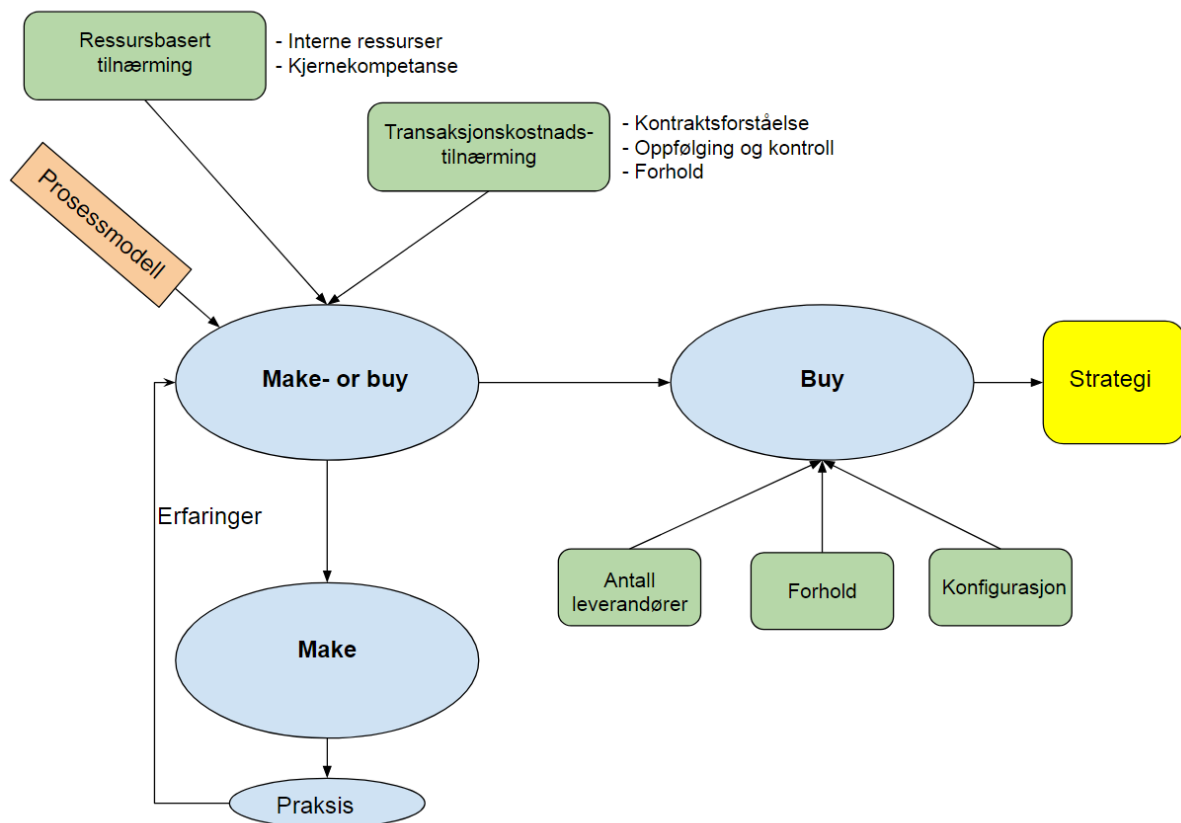 Ressursbasert
tilnærming
- Interne ressurser
- Kjernekompetanse
Transaksjonskostnads-
tilnærming
- Kontraktsforståelse
- Oppfølging og kontroll
- Forhold
Prosessmodell
Make- or buy
Buy
Strategi
Erfaringer
Antall
leverandører
Forhold
Konfigurasjon
Make
Praksis